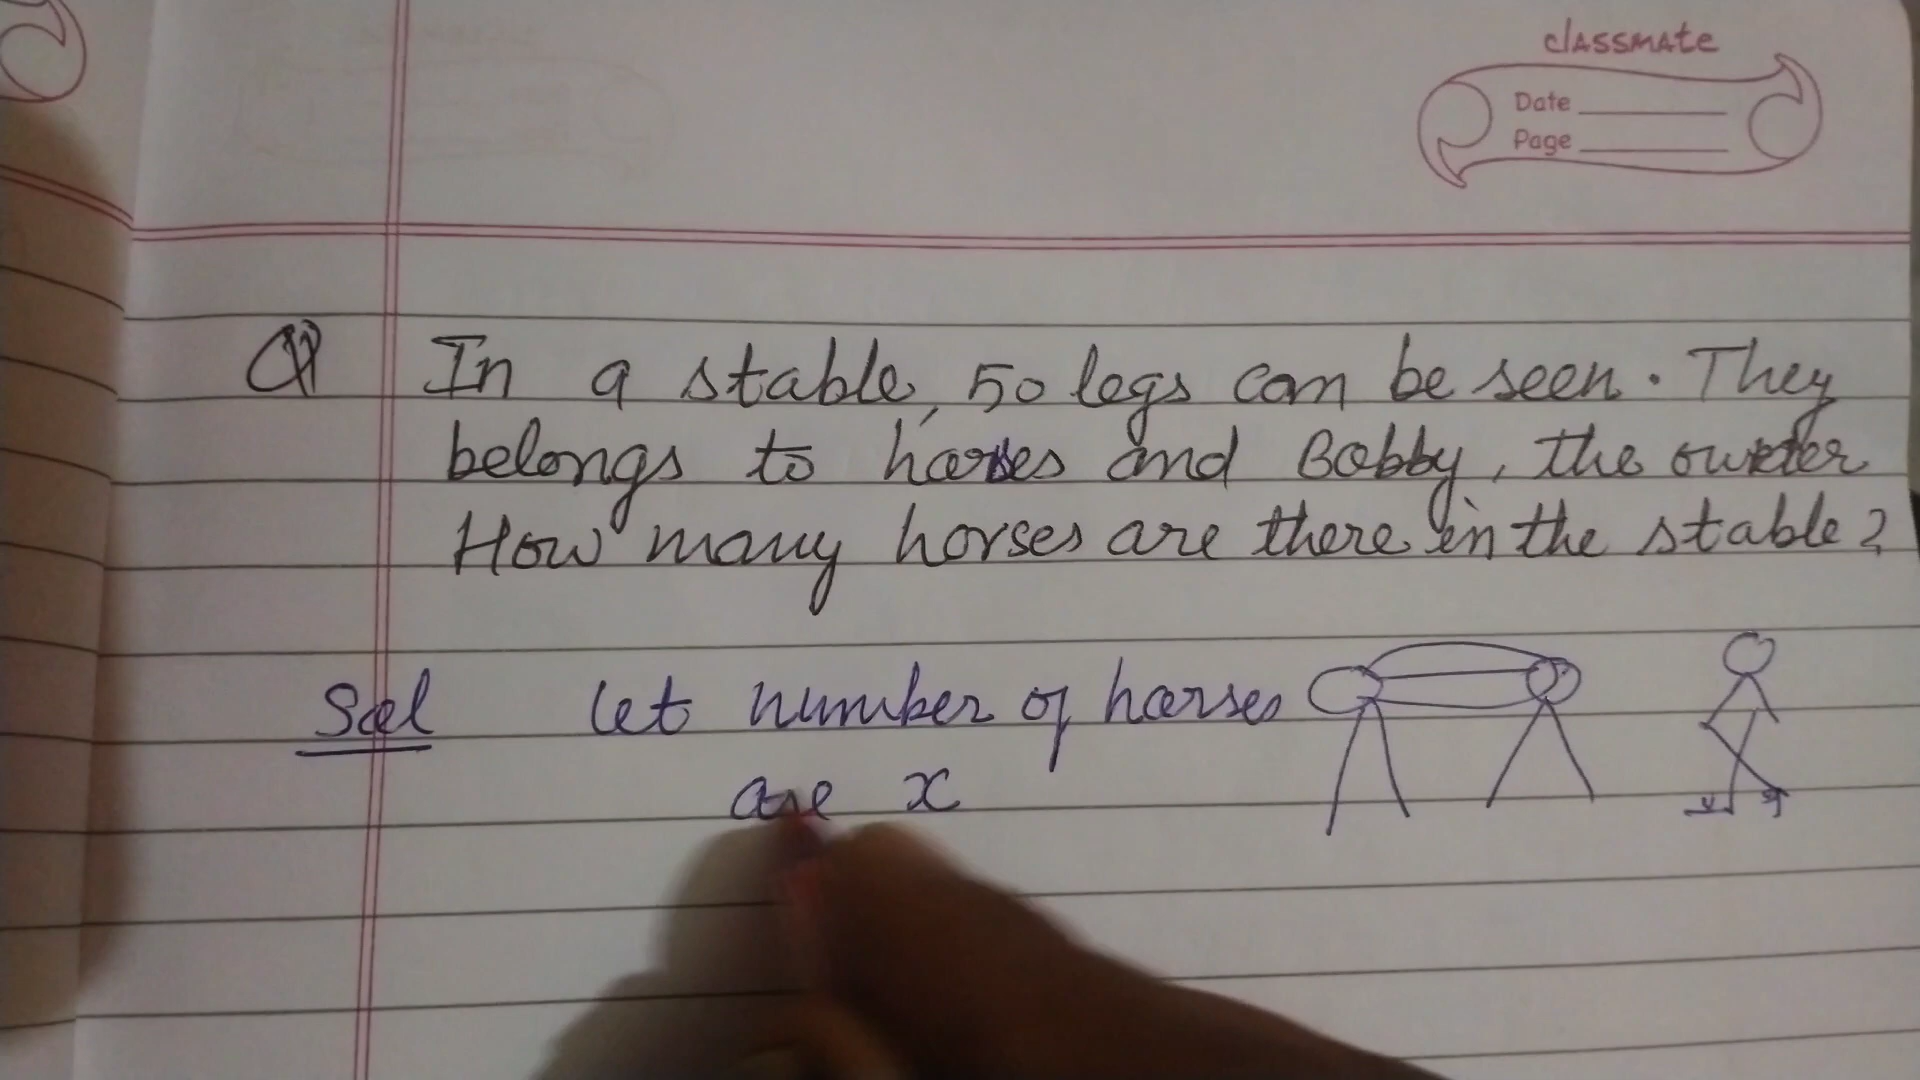 classmate
Date
Page
Q In a stable, 50 legs can be seen. They
belongs to horses and Bobby, the owner
How many horses are there in the stable?
Sol let number of horses
are x